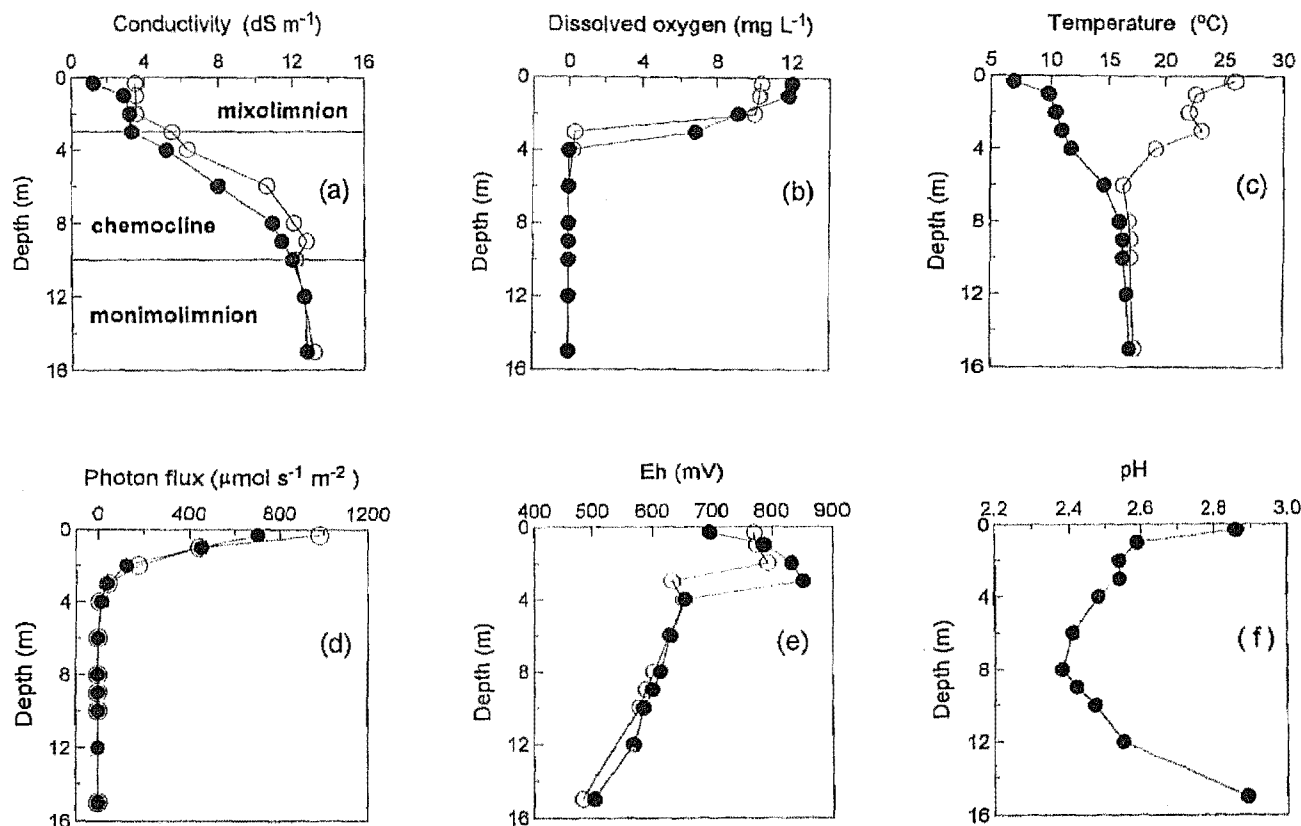 Conductivity (dS m⁻¹)
0 4 8 12 16
0
4
8
12
16
Depth (m)
mixolimnion
chemocline
monimolimnion
(a)
Dissolved oxygen (mg L⁻¹)
0 4 8 12
0
4
8
12
16
Depth (m)
(b)
Temperature (ºC)
5 10 15 20 25 30
0
4
8
12
16
Depth (m)
(c)
Photon flux (μmol s⁻¹ m⁻²)
0 400 800 1200
0
4
8
12
16
Depth (m)
(d)
Eh (mV)
400 500 600 700 800 900
0
4
8
12
16
Depth (m)
(e)
pH
2.2 2.4 2.6 2.8 3.0
0
4
8
12
16
Depth (m)
(f)